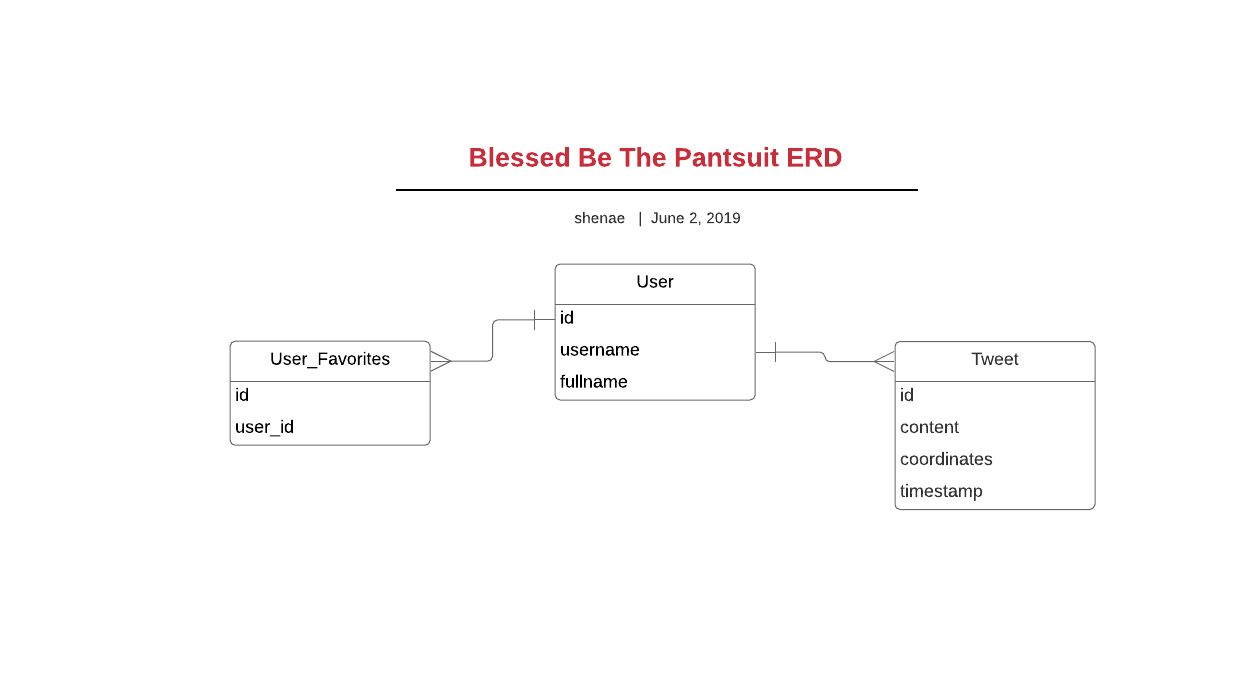 Blessed Be The Pantsuit ERD
shenae | June 2, 2019
User
id
username
fullname
User_Favorites
id
user_id
Tweet
id
content
coordinates
timestamp